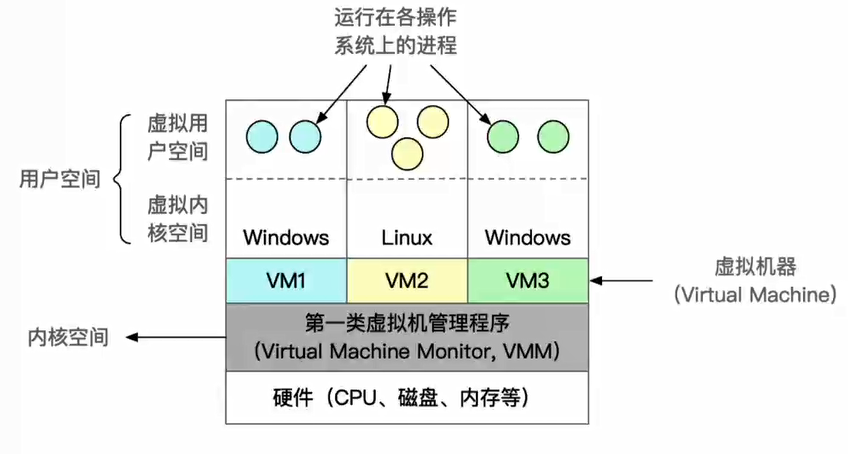 运行在各操作
系统上的进程
虚拟用
户空间
用户空间
虚拟内
核空间
Windows
Linux
Windows
VM1
VM2
VM3
虚拟机器
（Virtual Machine）
第一类虚拟机管理程序
（Virtual Machine Monitor, VMM）
内核空间
硬件（CPU、磁盘、内存等）